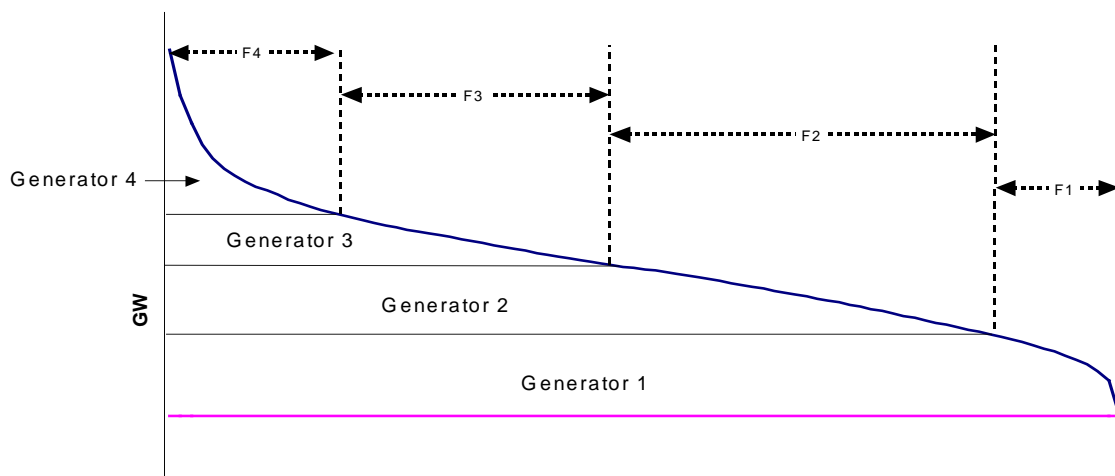 F4
F3
F2
Generator 4
F1
Generator 3
Generator 2
GW
Generator 1